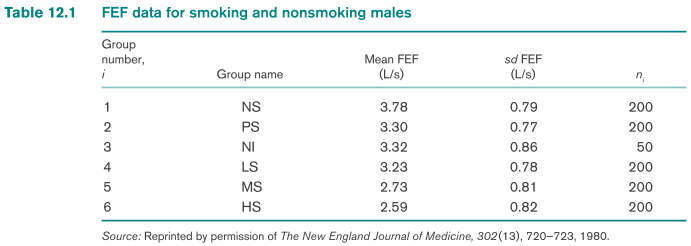 Table 12.1 FEF data for smoking and nonsmoking males
Group
number, Mean FEF sd FEF
i Group name (L/s) (L/s) ni
1 NS 3.78 0.79 200
2 PS 3.30 0.77 200
3 NI 3.32 0.86 50
4 LS 3.23 0.78 200
5 MS 2.73 0.81 200
6 HS 2.59 0.82 200
Source: Reprinted by permission of The New England Journal of Medicine, 302(13), 720–723, 1980.